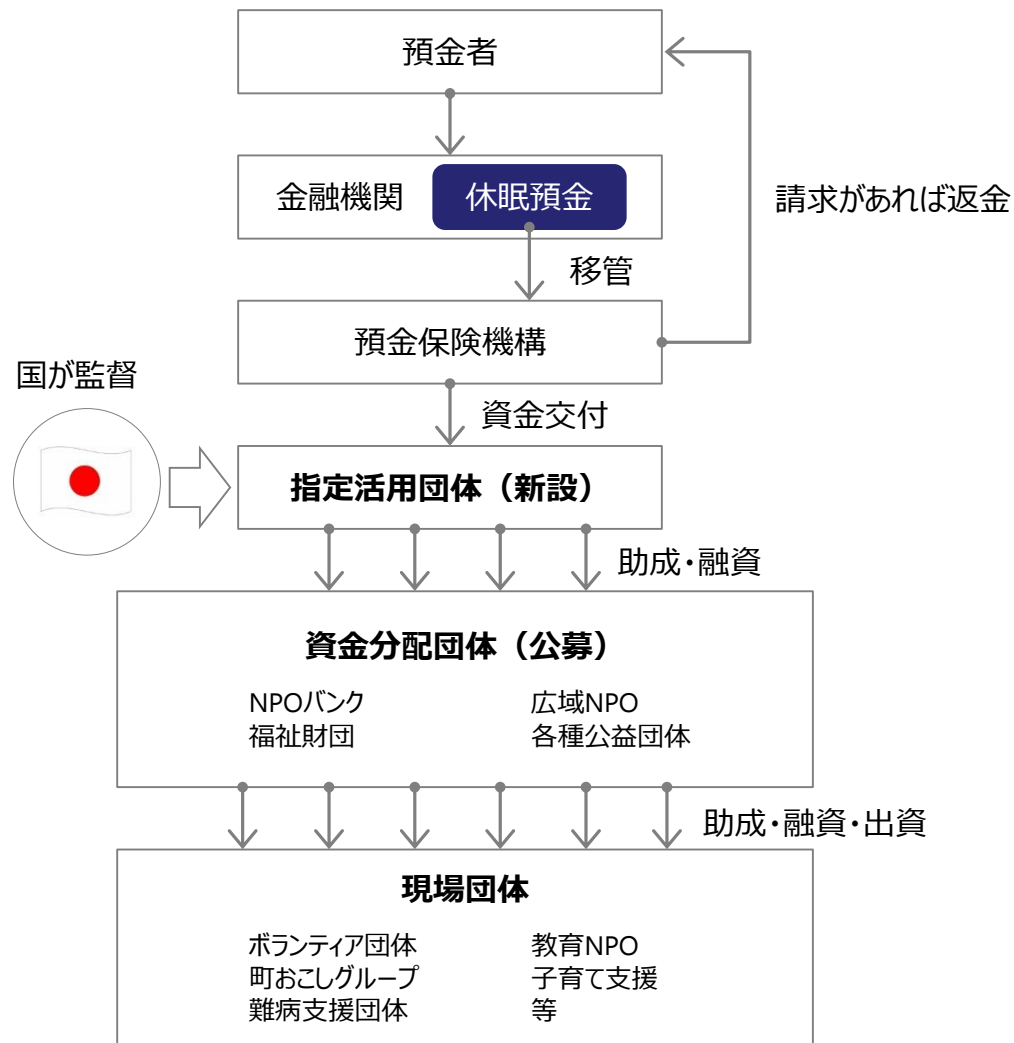 預金者
金融機関
休眠預金
請求があれば返金
移管
預金保険機構
国が監督
資金交付
指定活用団体（新設）
助成・融資
資金分配団体（公募）
NPOバンク
福祉財団
広域NPO
各種公益団体
助成・融資・出資
現場団体
ボランティア団体
町おこしグループ
難病支援団体
教育NPO
子育て支援
等